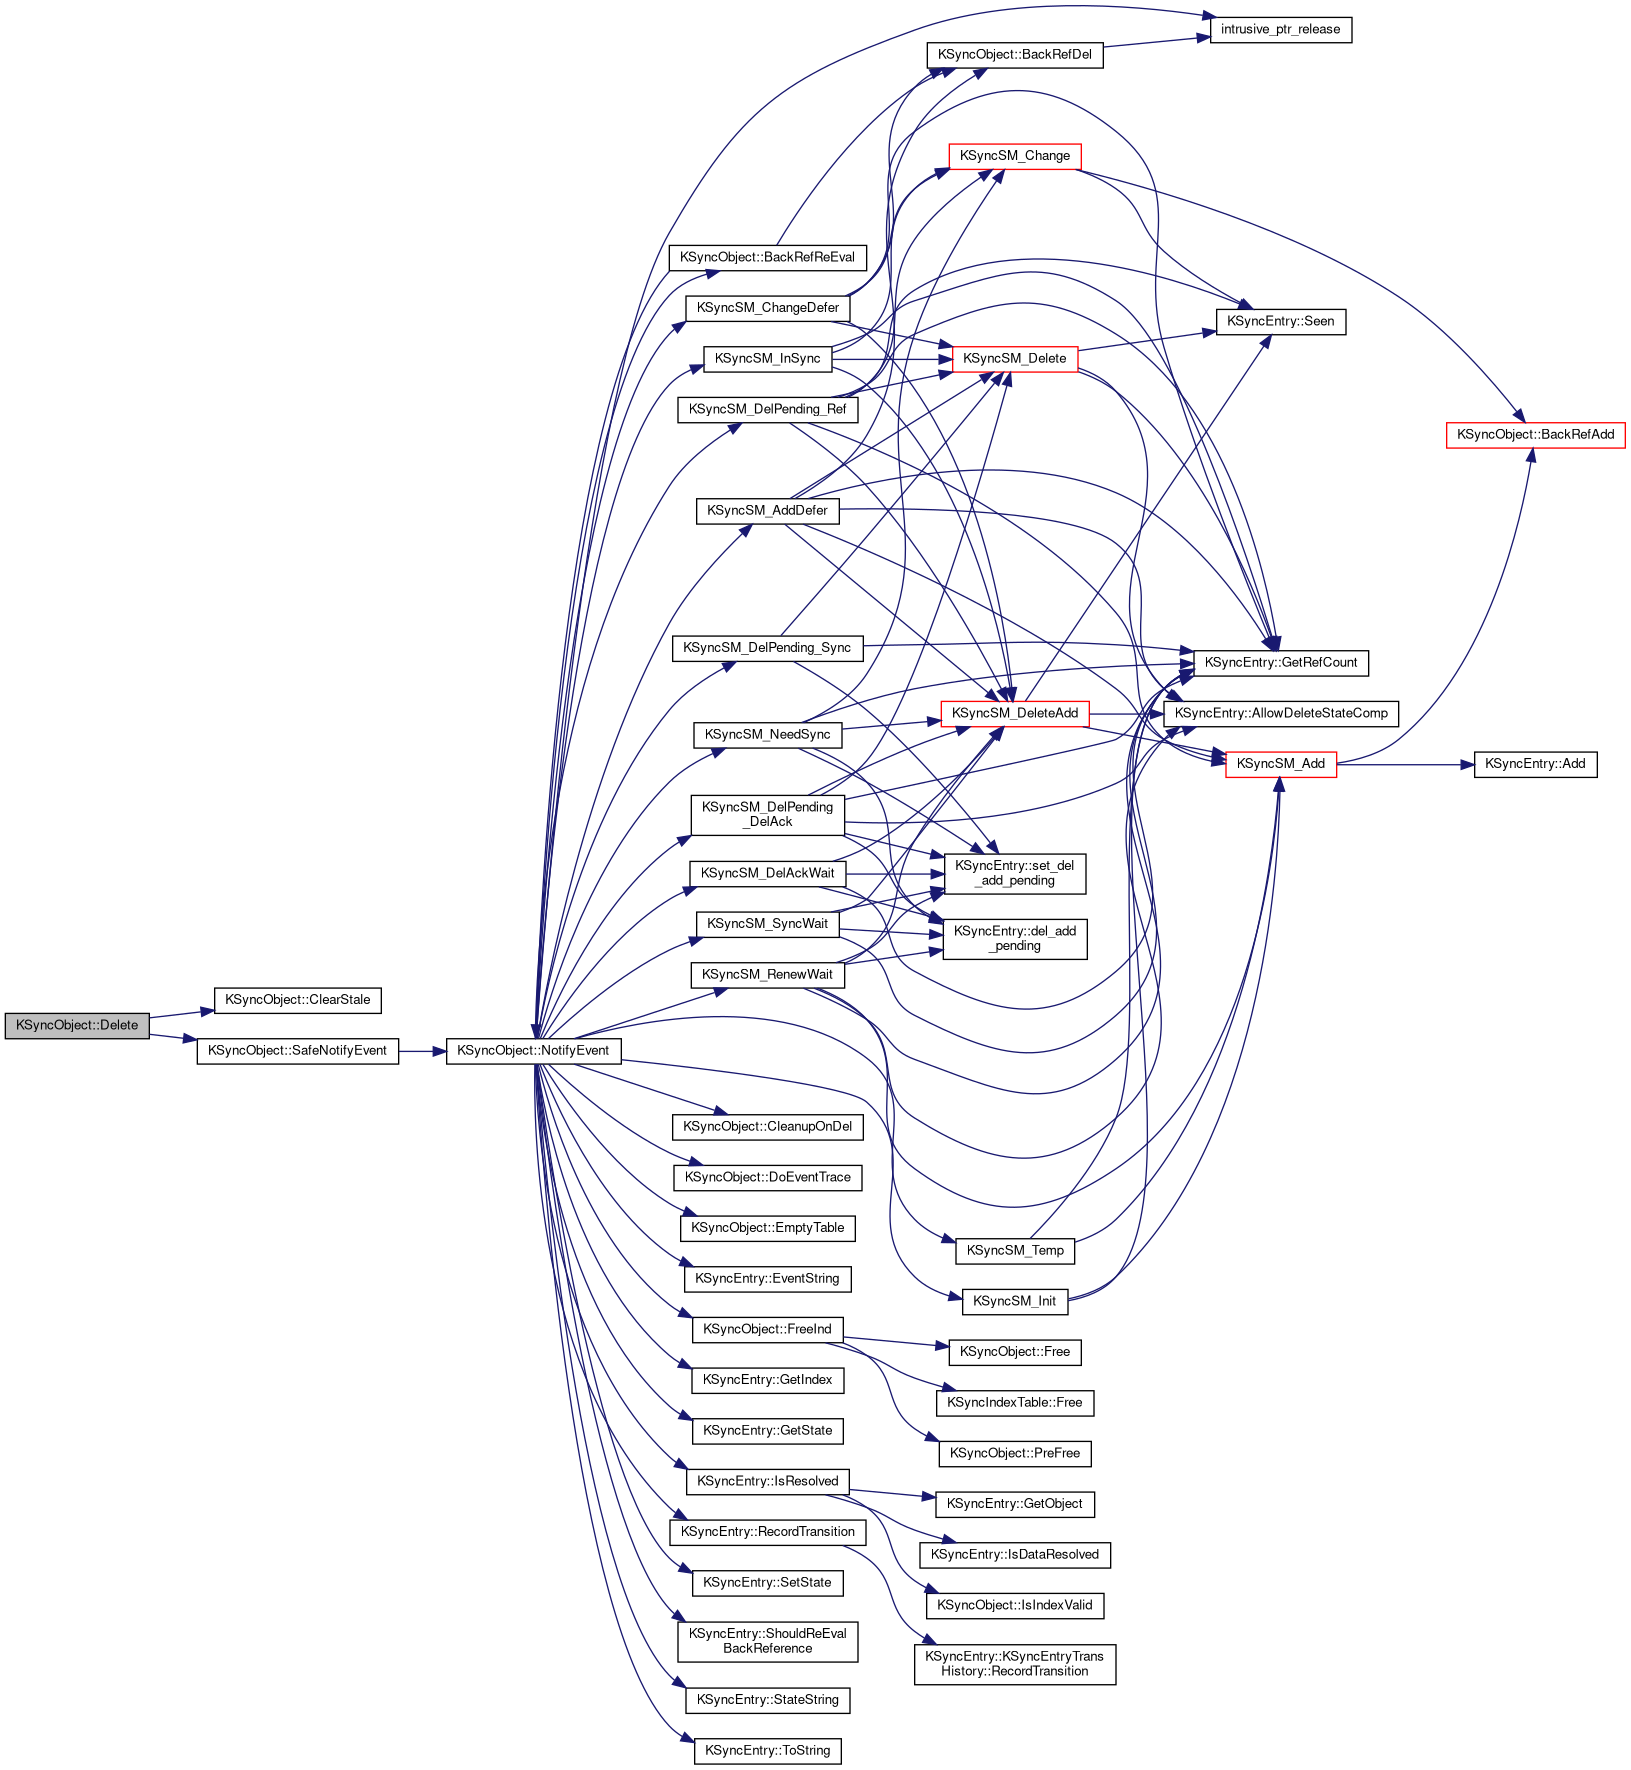 intrusive_ptr_release
KSyncObject::BackRefDel
KSyncSM_Change
KSyncObject::BackRefReEval
KSyncSM_ChangeDefer
KSyncEntry::Seen
KSyncSM_InSync
KSyncSM_Delete
KSyncSM_DelPending_Ref
KSyncObject::BackRefAdd
KSyncSM_AddDefer
KSyncSM_DelPending_Sync
KSyncEntry::GetRefCount
KSyncSM_DeleteAdd
KSyncEntry::AllowDeleteStateComp
KSyncSM_NeedSync
KSyncSM_Add
KSyncEntry::Add
KSyncSM_DelPending
_DelAck
KSyncSM_DelAckWait
KSyncEntry::set_del
_add_pending
KSyncSM_SyncWait
KSyncEntry::del_add
_pending
KSyncSM_RenewWait
KSyncObject::ClearStale
KSyncObject::Delete
KSyncObject::SafeNotifyEvent
KSyncObject::NotifyEvent
KSyncObject::CleanupOnDel
KSyncObject::DoEventTrace
KSyncObject::EmptyTable
KSyncSM_Temp
KSyncEntry::EventString
KSyncSM_Init
KSyncObject::FreeInd
KSyncObject::Free
KSyncEntry::GetIndex
KSyncIndexTable::Free
KSyncEntry::GetState
KSyncObject::PreFree
KSyncEntry::IsResolved
KSyncEntry::GetObject
KSyncEntry::RecordTransition
KSyncEntry::IsDataResolved
KSyncEntry::SetState
KSyncObject::IsIndexValid
KSyncEntry::ShouldReEval
BackReference
KSyncEntry::KSyncEntryTrans
History::RecordTransition
KSyncEntry::StateString
KSyncEntry::ToString